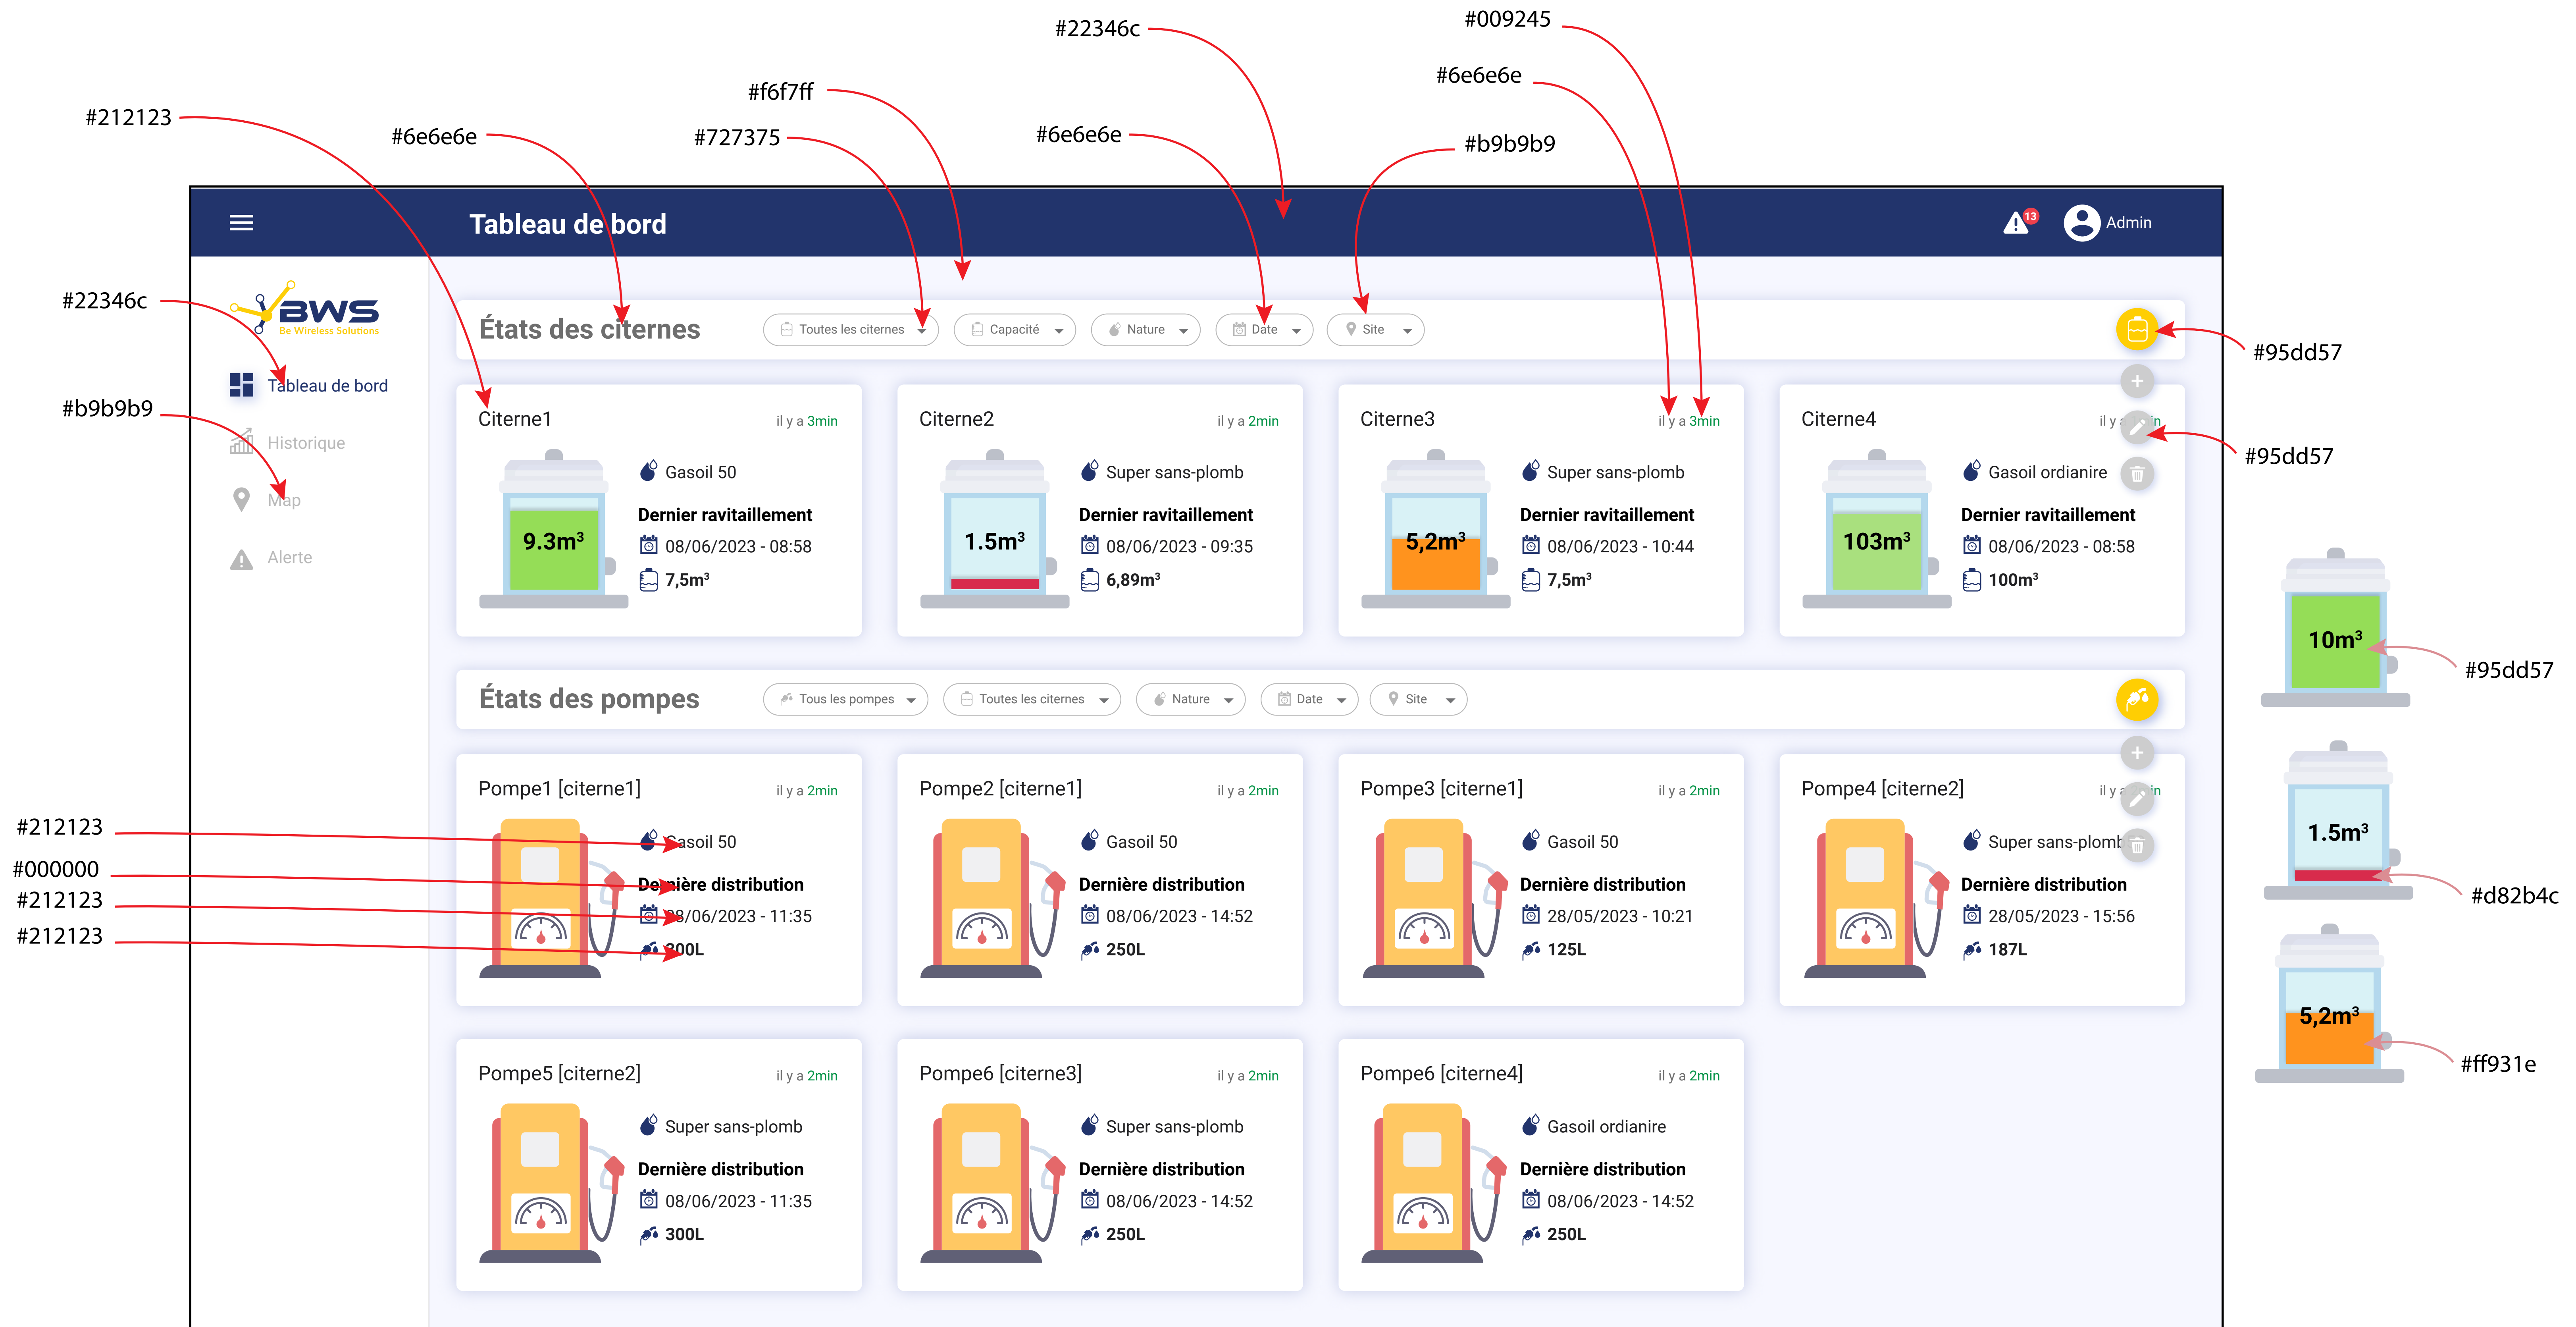 #22346c
#009245
#6e6e6e
#f6f7ff
#212123
#6e6e6e
#727375
#6e6e6e
#b9b9b9
Tableau de bord
13
Admin
#22346c
#b9b9b9
BWS
Be Wireless Solutions
Tableau de bord
Historique
Map
Alerte
États des citernes
Toutes les citernes
Capacité
Nature
Date
Site
#95dd57
#95dd57
Citerne1
il y a 3min
9.3m³
Gasoil 50
Dernier ravitaillement
08/06/2023 - 08:58
7,5m³
Citerne2
il y a 2min
1.5m³
Super sans-plomb
Dernier ravitaillement
08/06/2023 - 09:35
6,89m³
Citerne3
il y a 3min
5,2m³
Super sans-plomb
Dernier ravitaillement
08/06/2023 - 10:44
7,5m³
Citerne4
il y a
103m³
Gasoil ordianire
Dernier ravitaillement
08/06/2023 - 08:58
100m³
10m³
#95dd57
1.5m³
#d82b4c
5,2m³
#ff931e
États des pompes
Tous les pompes
Toutes les citernes
Nature
Date
Site
#212123
#000000
#212123
#212123
Pompe1 [citerne1]
il y a 2min
Gasoil 50
Dernière distribution
08/06/2023 - 11:35
300L
Pompe2 [citerne1]
il y a 2min
Gasoil 50
Dernière distribution
08/06/2023 - 14:52
250L
Pompe3 [citerne1]
il y a 2min
Gasoil 50
Dernière distribution
28/05/2023 - 10:21
125L
Pompe4 [citerne2]
il y a
Super sans-plomb
Dernière distribution
28/05/2023 - 15:56
187L
Pompe5 [citerne2]
il y a 2min
Super sans-plomb
Dernière distribution
08/06/2023 - 11:35
300L
Pompe6 [citerne3]
il y a 2min
Super sans-plomb
Dernière distribution
08/06/2023 - 14:52
250L
Pompe6 [citerne4]
il y a 2min
Gasoil ordianire
Dernière distribution
08/06/2023 - 14:52
250L